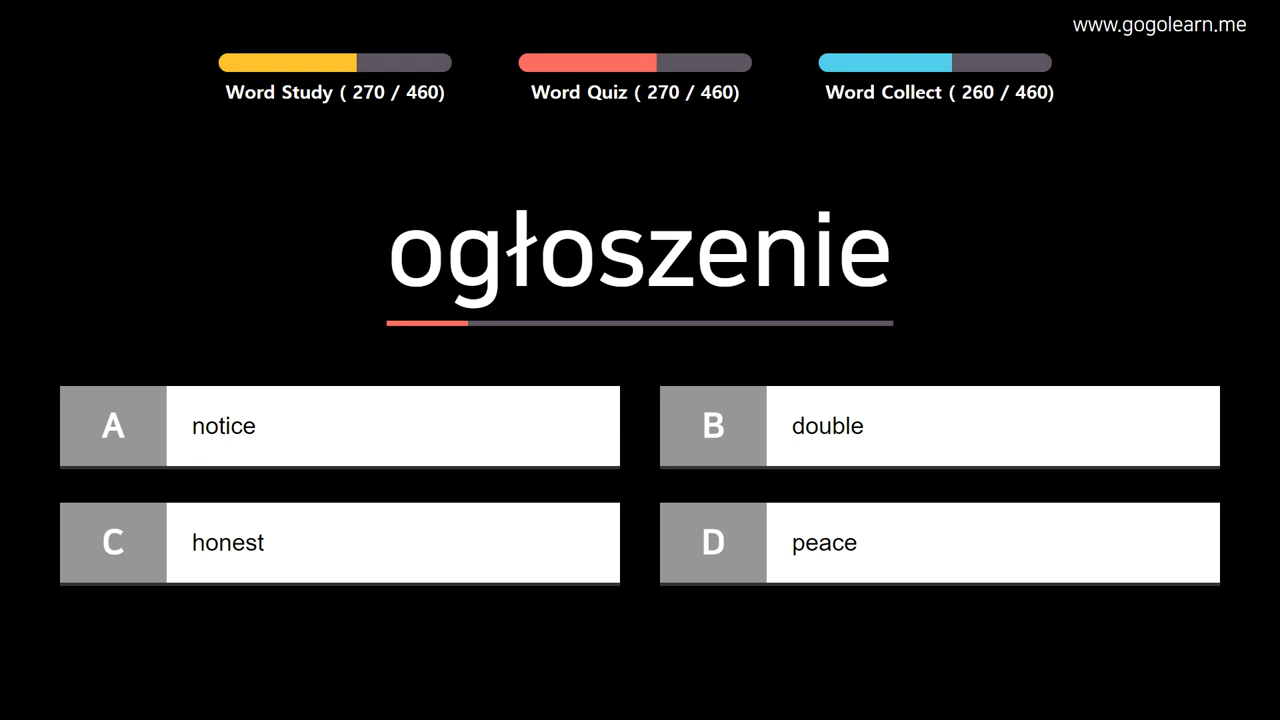 www.gogolearn.me
Word Study ( 270 / 460)
Word Quiz ( 270 / 460)
Word Collect ( 260 / 460)
ogłoszenie
A notice
B double
C honest
D peace